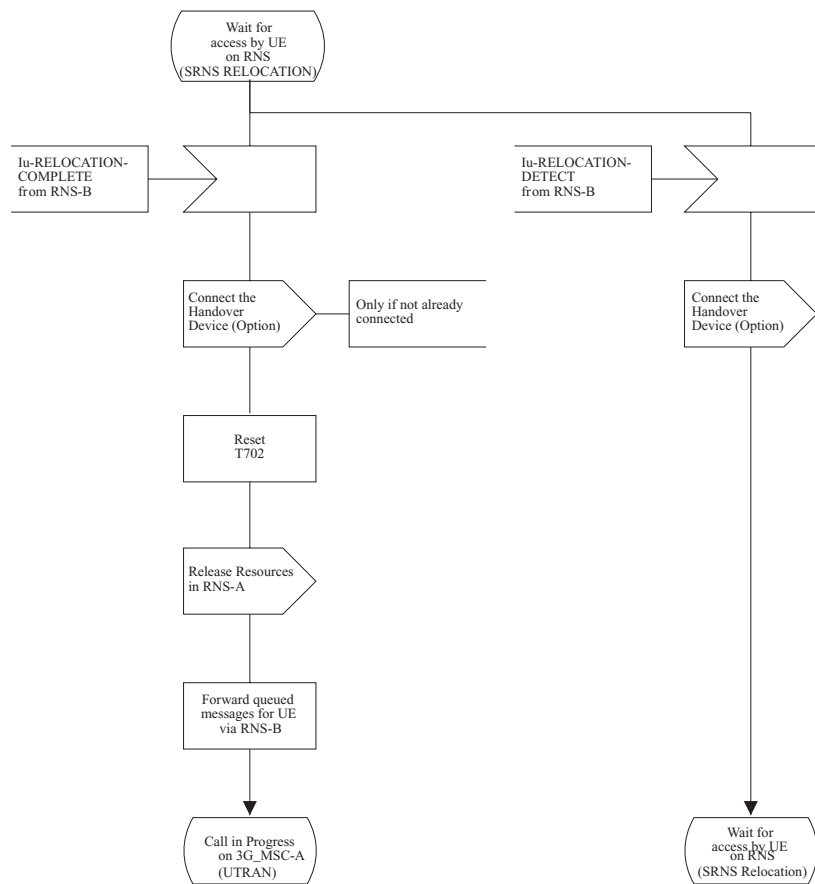 Wait for
access by UE
on RNS
(SRNS RELOCATION)
Iu-RELOCATION-
COMPLETE
from RNS-B
Iu-RELOCATION-
DETECT
from RNS-B
Connect the
Handover
Device (Option)
Only if not already
connected
Connect the
Handover
Device (Option)
Reset
T702
Release Resources
in RNS-A
Forward queued
messages for UE
via RNS-B
Call in Progress
on 3G_MSC-A
(UTRAN)
Wait for
access by UE
on RNS
(SRNS Relocation)